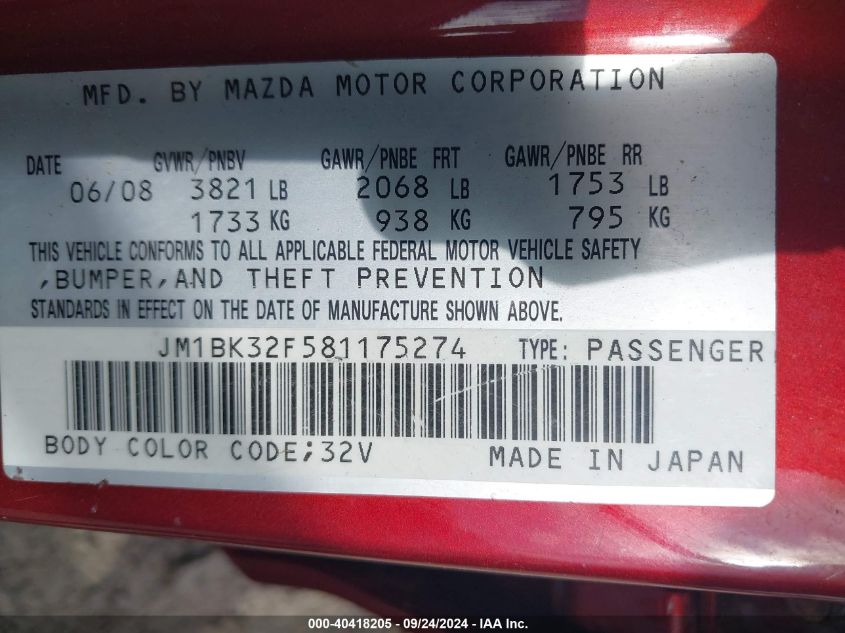 MFD. BY MAZDA MOTOR CORPORATION
DATE GVWR/PNBV GAWR/PNBE FRT GAWR/PNBE RR
06/08 3821 LB 2068 LB 1753 LB
1733 KG 938 KG 795 KG
THIS VEHICLE CONFORMS TO ALL APPLICABLE FEDERAL MOTOR VEHICLE SAFETY
,BUMPER,AND THEFT PREVENTION
STANDARDS IN EFFECT ON THE DATE OF MANUFACTURE SHOWN ABOVE.
JM1BK32F581175274 TYPE: PASSENGER
BODY COLOR CODE;32V MADE IN JAPAN
000-40418205 - 09/24/2024 - IAA Inc.